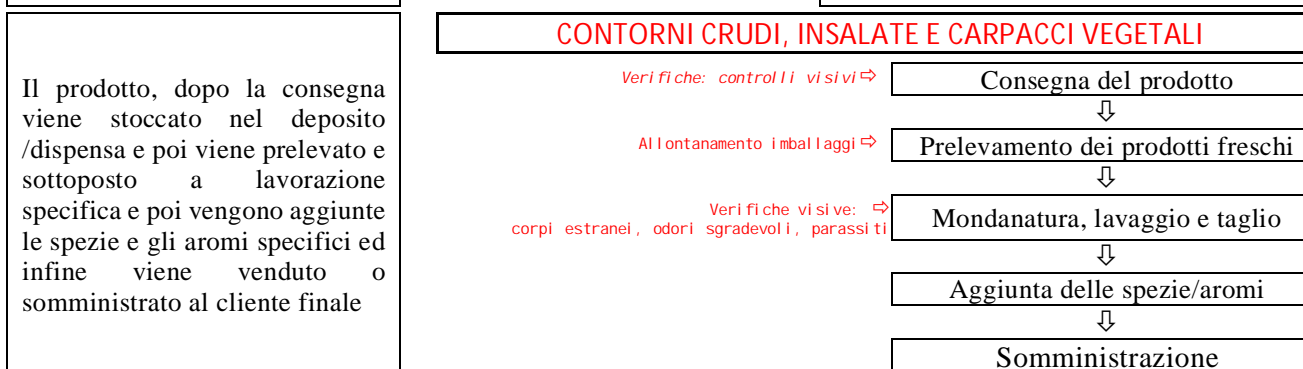 Il prodotto, dopo la consegna
viene stoccato nel deposito
/dispensa e poi viene prelevato e
sottoposto a lavorazione
specifica e poi vengono aggiunte
le spezie e gli aromi specifici ed
infine viene venduto o
somministrato al cliente finale
CONTORNI CRUDI, INSALATE E CARPACCI VEGETALI
Verifiche: controlli visivi⇨
Consegna del prodotto
⇩
Allontanamento imballaggi⇨
Prelevamento dei prodotti freschi
⇩
Verifiche visive: ⇨
corpi estranei, odori sgradevoli, parassiti
Mondanatura, lavaggio e taglio
⇩
Aggiunta delle spezie/aromi
⇩
Somministrazione